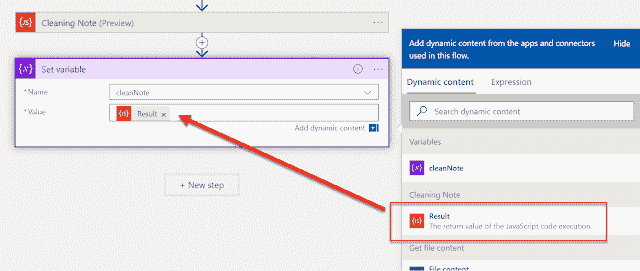 Cleaning Note (Preview)
Set variable
* Name
cleanNote
* Value
Result
Add dynamic content
+ New step
Add dynamic content from the apps and connectors
used in this flow.
Hide
Dynamic content
Expression
Search dynamic content
Variables
cleanNote
Cleaning Note
Result
The return value of the JavaScript code execution.
Get file content
File content